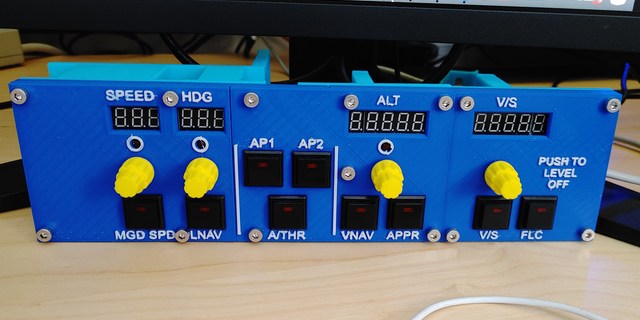 SPEED HDG
ALT
V/S
AP1 AP2
PUSH TO
LEVEL
OFF
MGD SPD LNAV
A/THR
VNAV APPR
V/S FLC